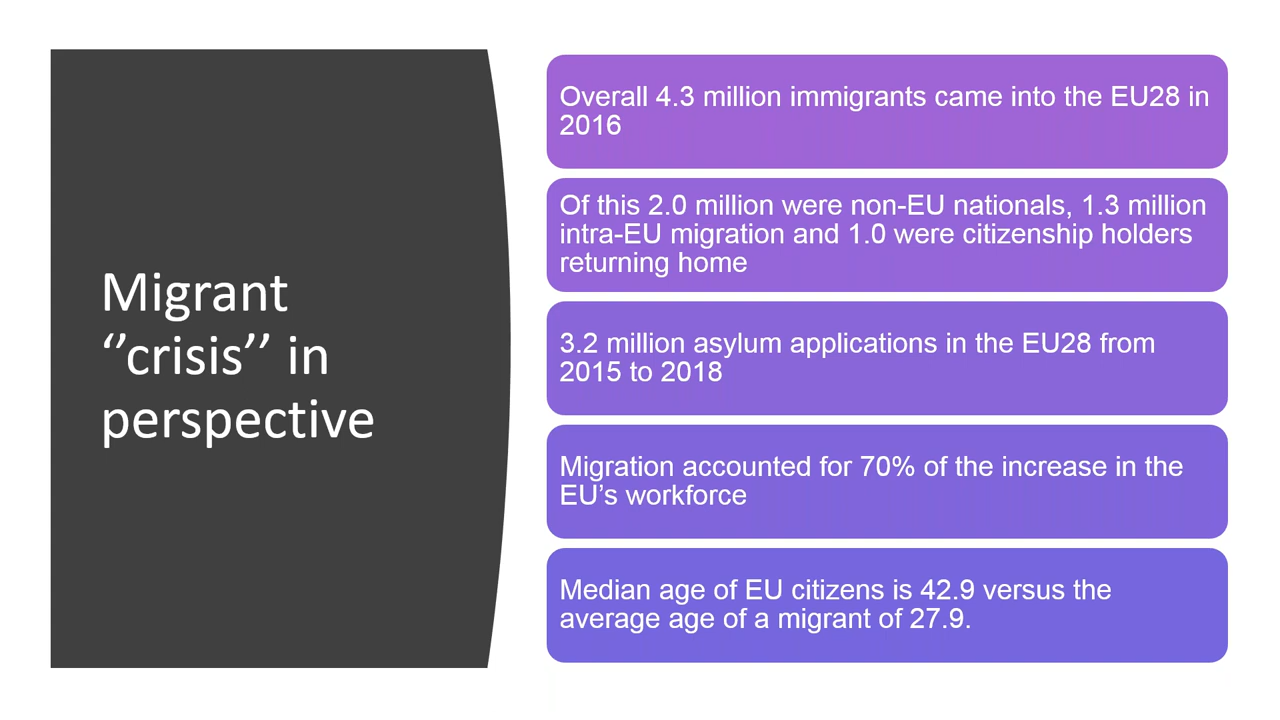 Migrant
‘’crisis’’ in
perspective
Overall 4.3 million immigrants came into the EU28 in
2016
Of this 2.0 million were non-EU nationals, 1.3 million
intra-EU migration and 1.0 were citizenship holders
returning home
3.2 million asylum applications in the EU28 from
2015 to 2018
Migration accounted for 70% of the increase in the
EU’s workforce
Median age of EU citizens is 42.9 versus the
average age of a migrant of 27.9.